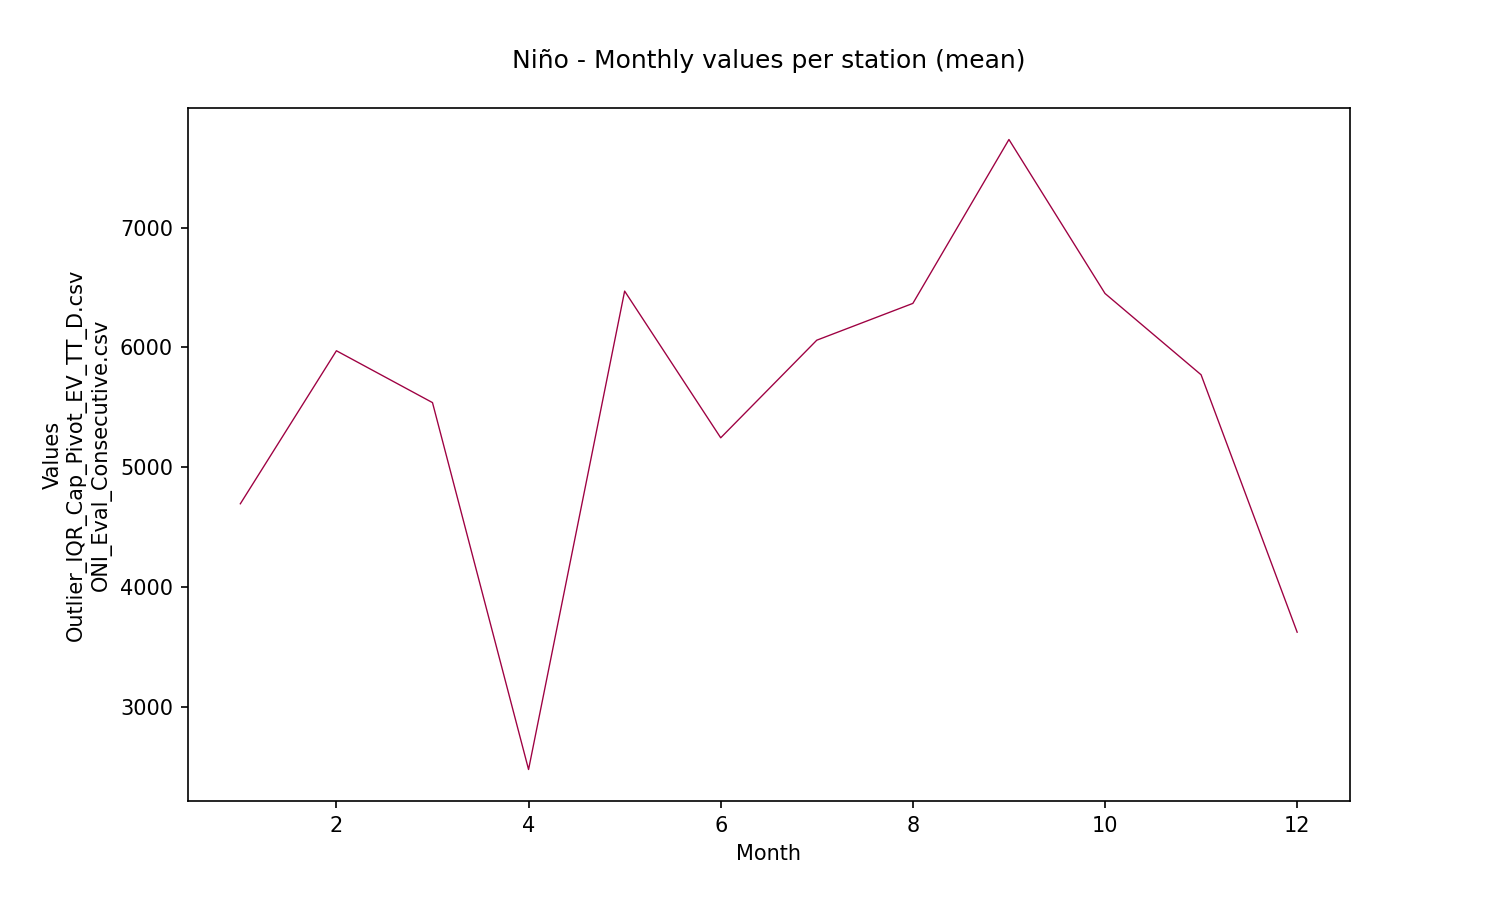 Niño - Monthly values per station (mean)
Values
Outlier_IQR_Cap_Pivot_EV_TT_D.csv
ONI_Eval_Consecutive.csv
7000
6000
5000
4000
3000
2 4 6 8 10 12
Month